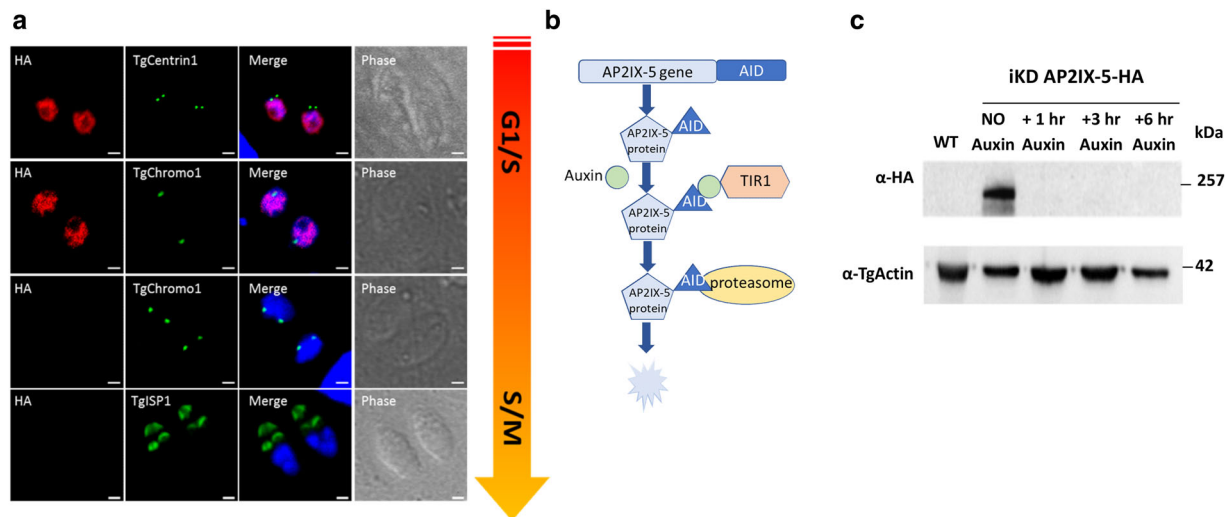 a
HA TgCentrin1 Merge Phase
HA TgChromo1 Merge Phase
HA TgChromo1 Merge Phase
HA TgISP1 Merge Phase
G1/S
S/M
b
AP2IX-5 gene AID
AP2IX-5
protein
AID
Auxin
TIR1
AP2IX-5
protein
AID
AP2IX-5
protein
AID
proteasome
c
iKD AP2IX-5-HA
NO + 1 hr +3 hr +6 hr kDa
WT Auxin Auxin Auxin Auxin
α-HA 257
α-TgActin 42